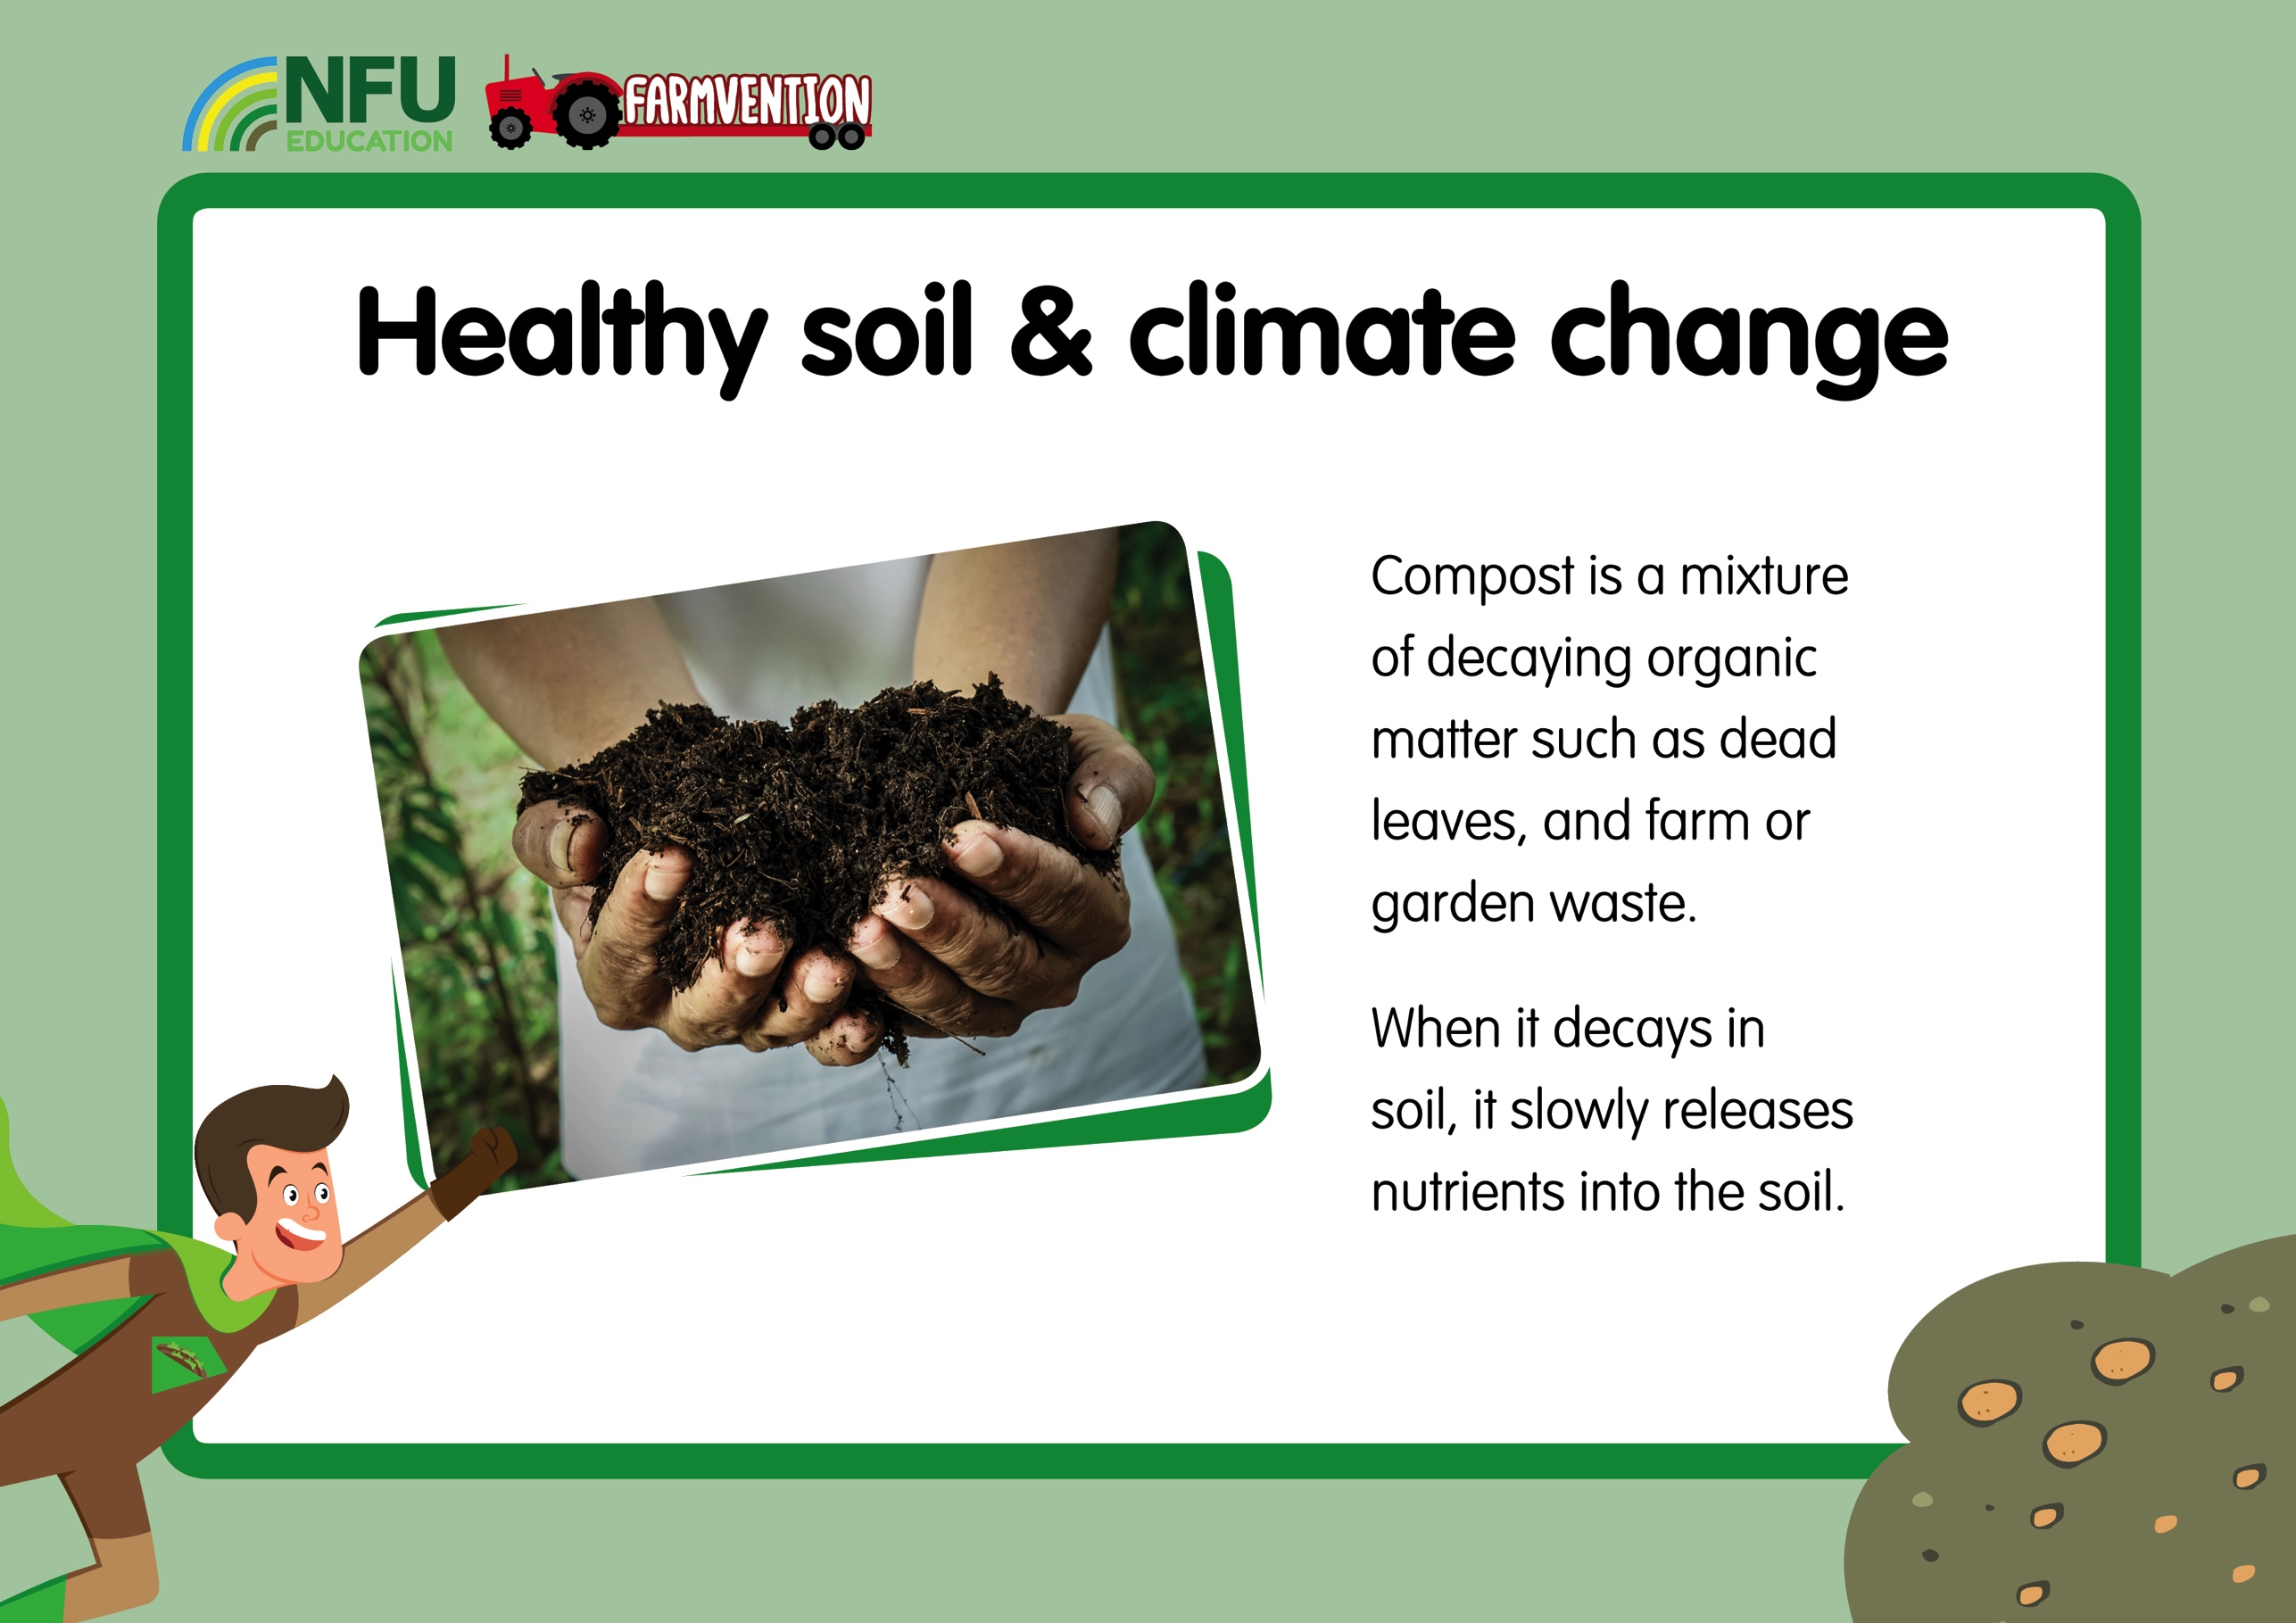 NFU
EDUCATION
FARMVENTION
Healthy soil & climate change
Compost is a mixture
of decaying organic
matter such as dead
leaves, and farm or
garden waste.
When it decays in
soil, it slowly releases
nutrients into the soil.